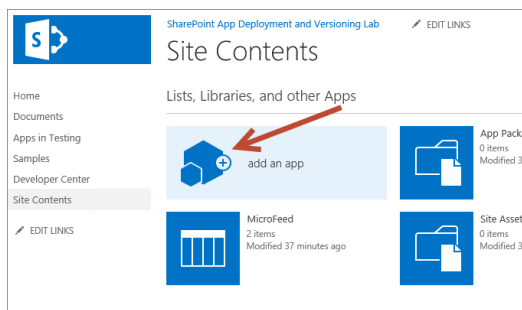 S
SharePoint App Deployment and Versioning Lab
EDIT LINKS
Site Contents
Home
Documents
Apps in Testing
Samples
Developer Center
Site Contents
EDIT LINKS
Lists, Libraries, and other Apps
add an app
App Pack
0 items
Modified 3
MicroFeed
2 items
Modified 37 minutes ago
Site Asset
0 items
Modified 3